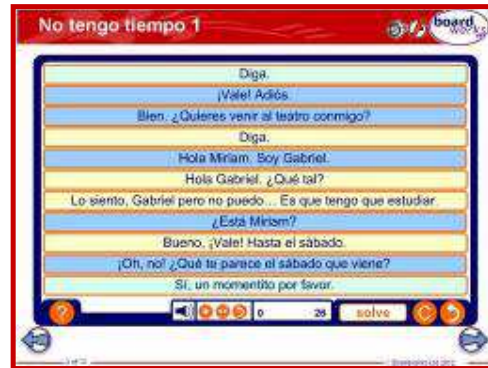 No tengo tiempo 1
board
works
Diga.
¡Vale! Adiós.
Bien. ¿Quieres venir al teatro conmigo?
Diga.
Hola Miriam. Soy Gabriel.
Hola Gabriel. ¿Qué tal?
Lo siento, Gabriel pero no puedo... Es que tengo que estudiar.
¿Está Miriam?
Bueno, ¡Vale! Hasta el sábado.
¡Oh, no! ¿Qué te parece el sábado que viene?
Sí, un momentito por favor.
? 0 26 solve